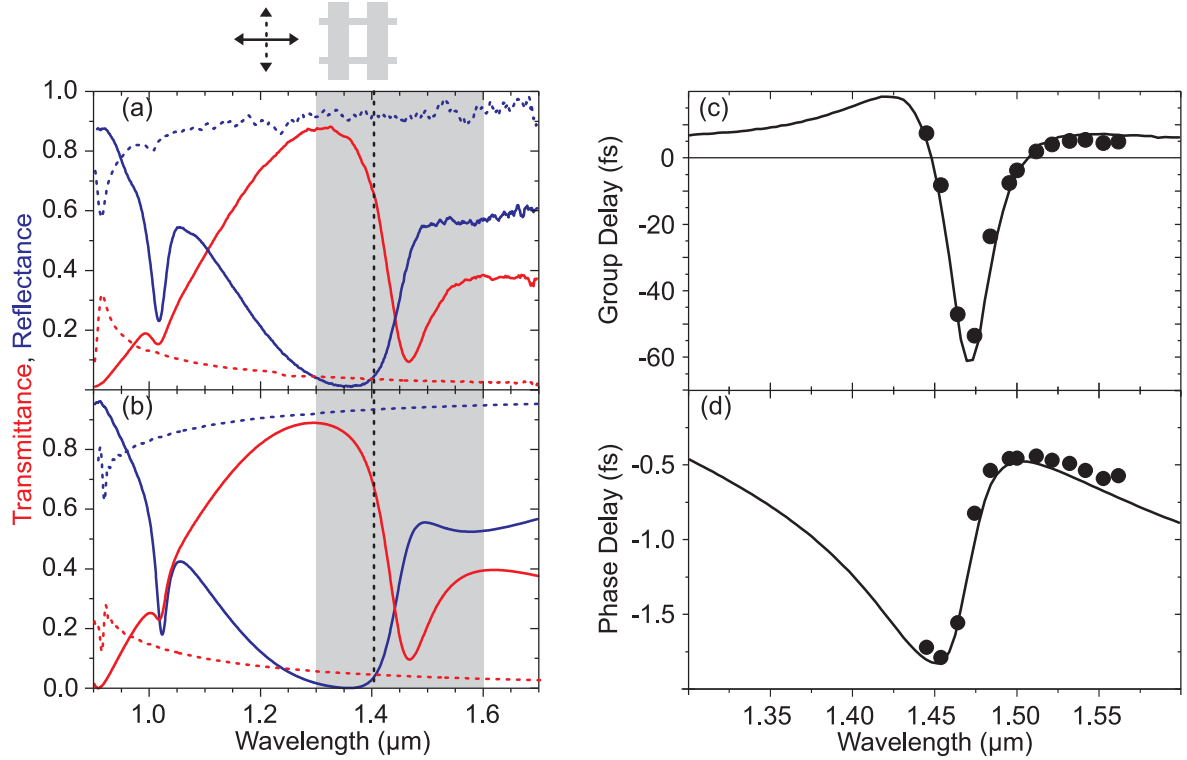 (a)
1.0
0.8
0.6
0.4
0.2
(b)
0.8
0.6
0.4
0.2
0.0
Transmittance, Reflectance
1.0
1.2
1.4
1.6
Wavelength (µm)
(c)
0
-20
-40
-60
Group Delay (fs)
(d)
-0.5
-1.0
-1.5
Phase Delay (fs)
1.35
1.40
1.45
1.50
1.55
Wavelength (µm)